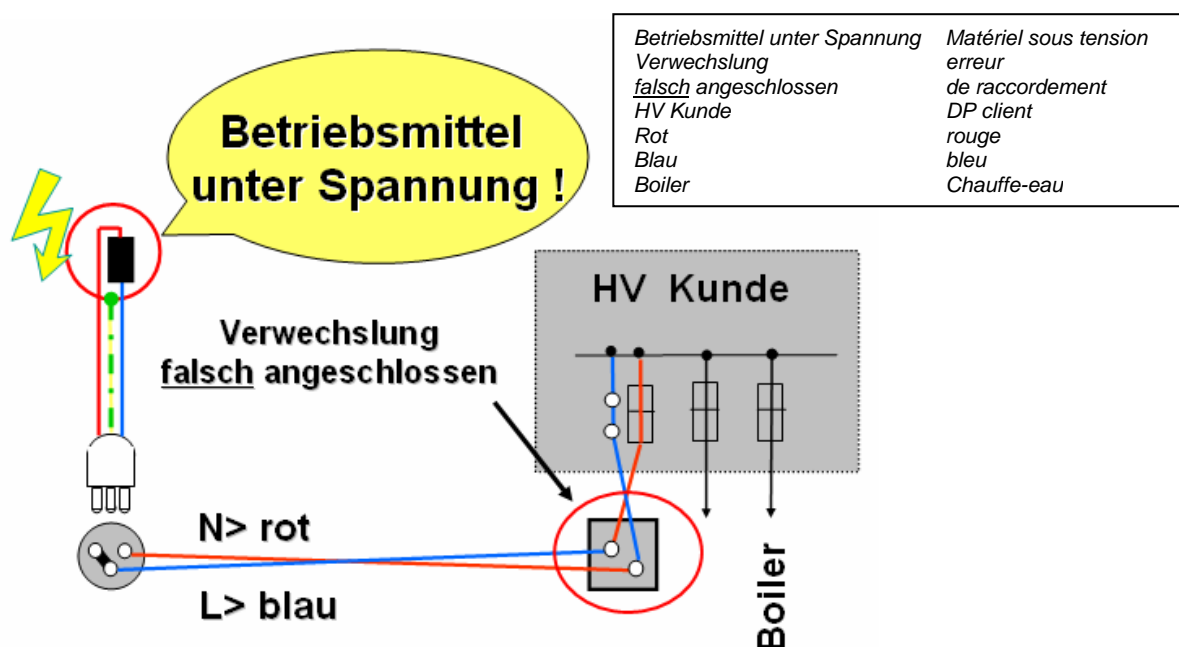 Betriebsmittel
unter Spannung !
Betriebsmittel unter Spannung Matériel sous tension
Verwechslung erreur
falsch angeschlossen de raccordement
HV Kunde DP client
Rot rouge
Blau bleu
Boiler Chauffe-eau
HV Kunde
Verwechslung
falsch angeschlossen
N> rot
L> blau
Boiler